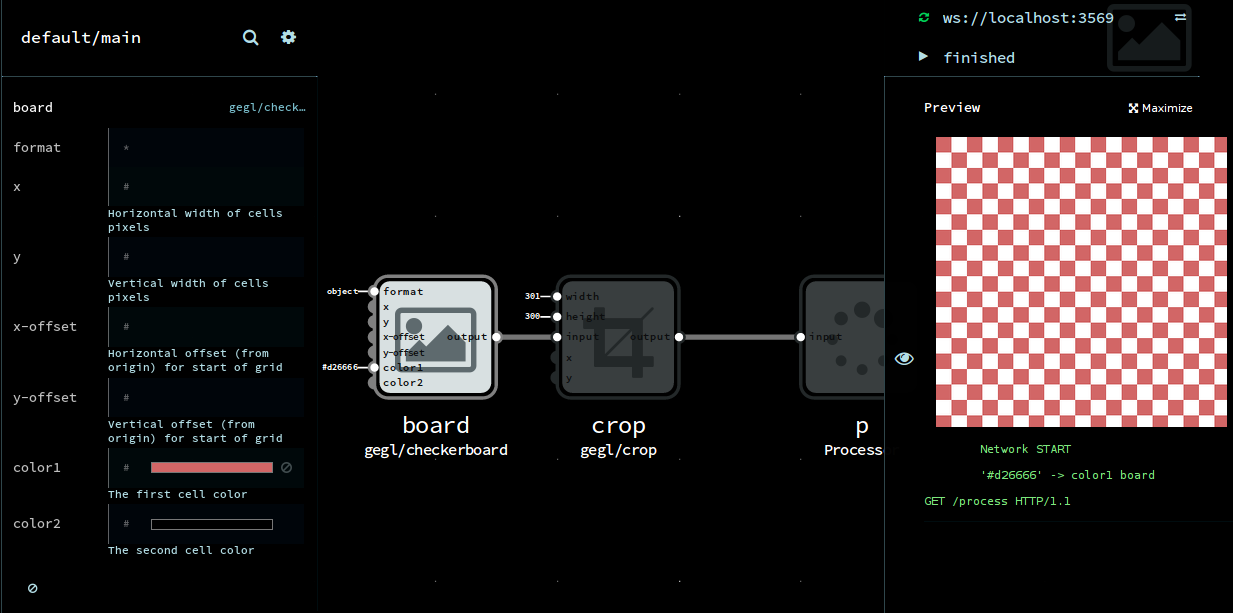 default/main
board
gegl/check…
format
*
x
#
Horizontal width of cells
pixels
y
#
Vertical width of cells
pixels
x-offset
#
Horizontal offset (from
origin) for start of grid
y-offset
#
Vertical offset (from
origin) for start of grid
color1
#
The first cell color
color2
#
The second cell color
object
format
x
y
x-offset
output
y-offset
#d26666
color1
color2
board
gegl/checkerboard
301
width
300
height
input
output
x
y
crop
gegl/crop
input
p
Process
ws://localhost:3569
finished
Preview
Maximize
Network START
'#d26666' -> color1 board
GET /process HTTP/1.1